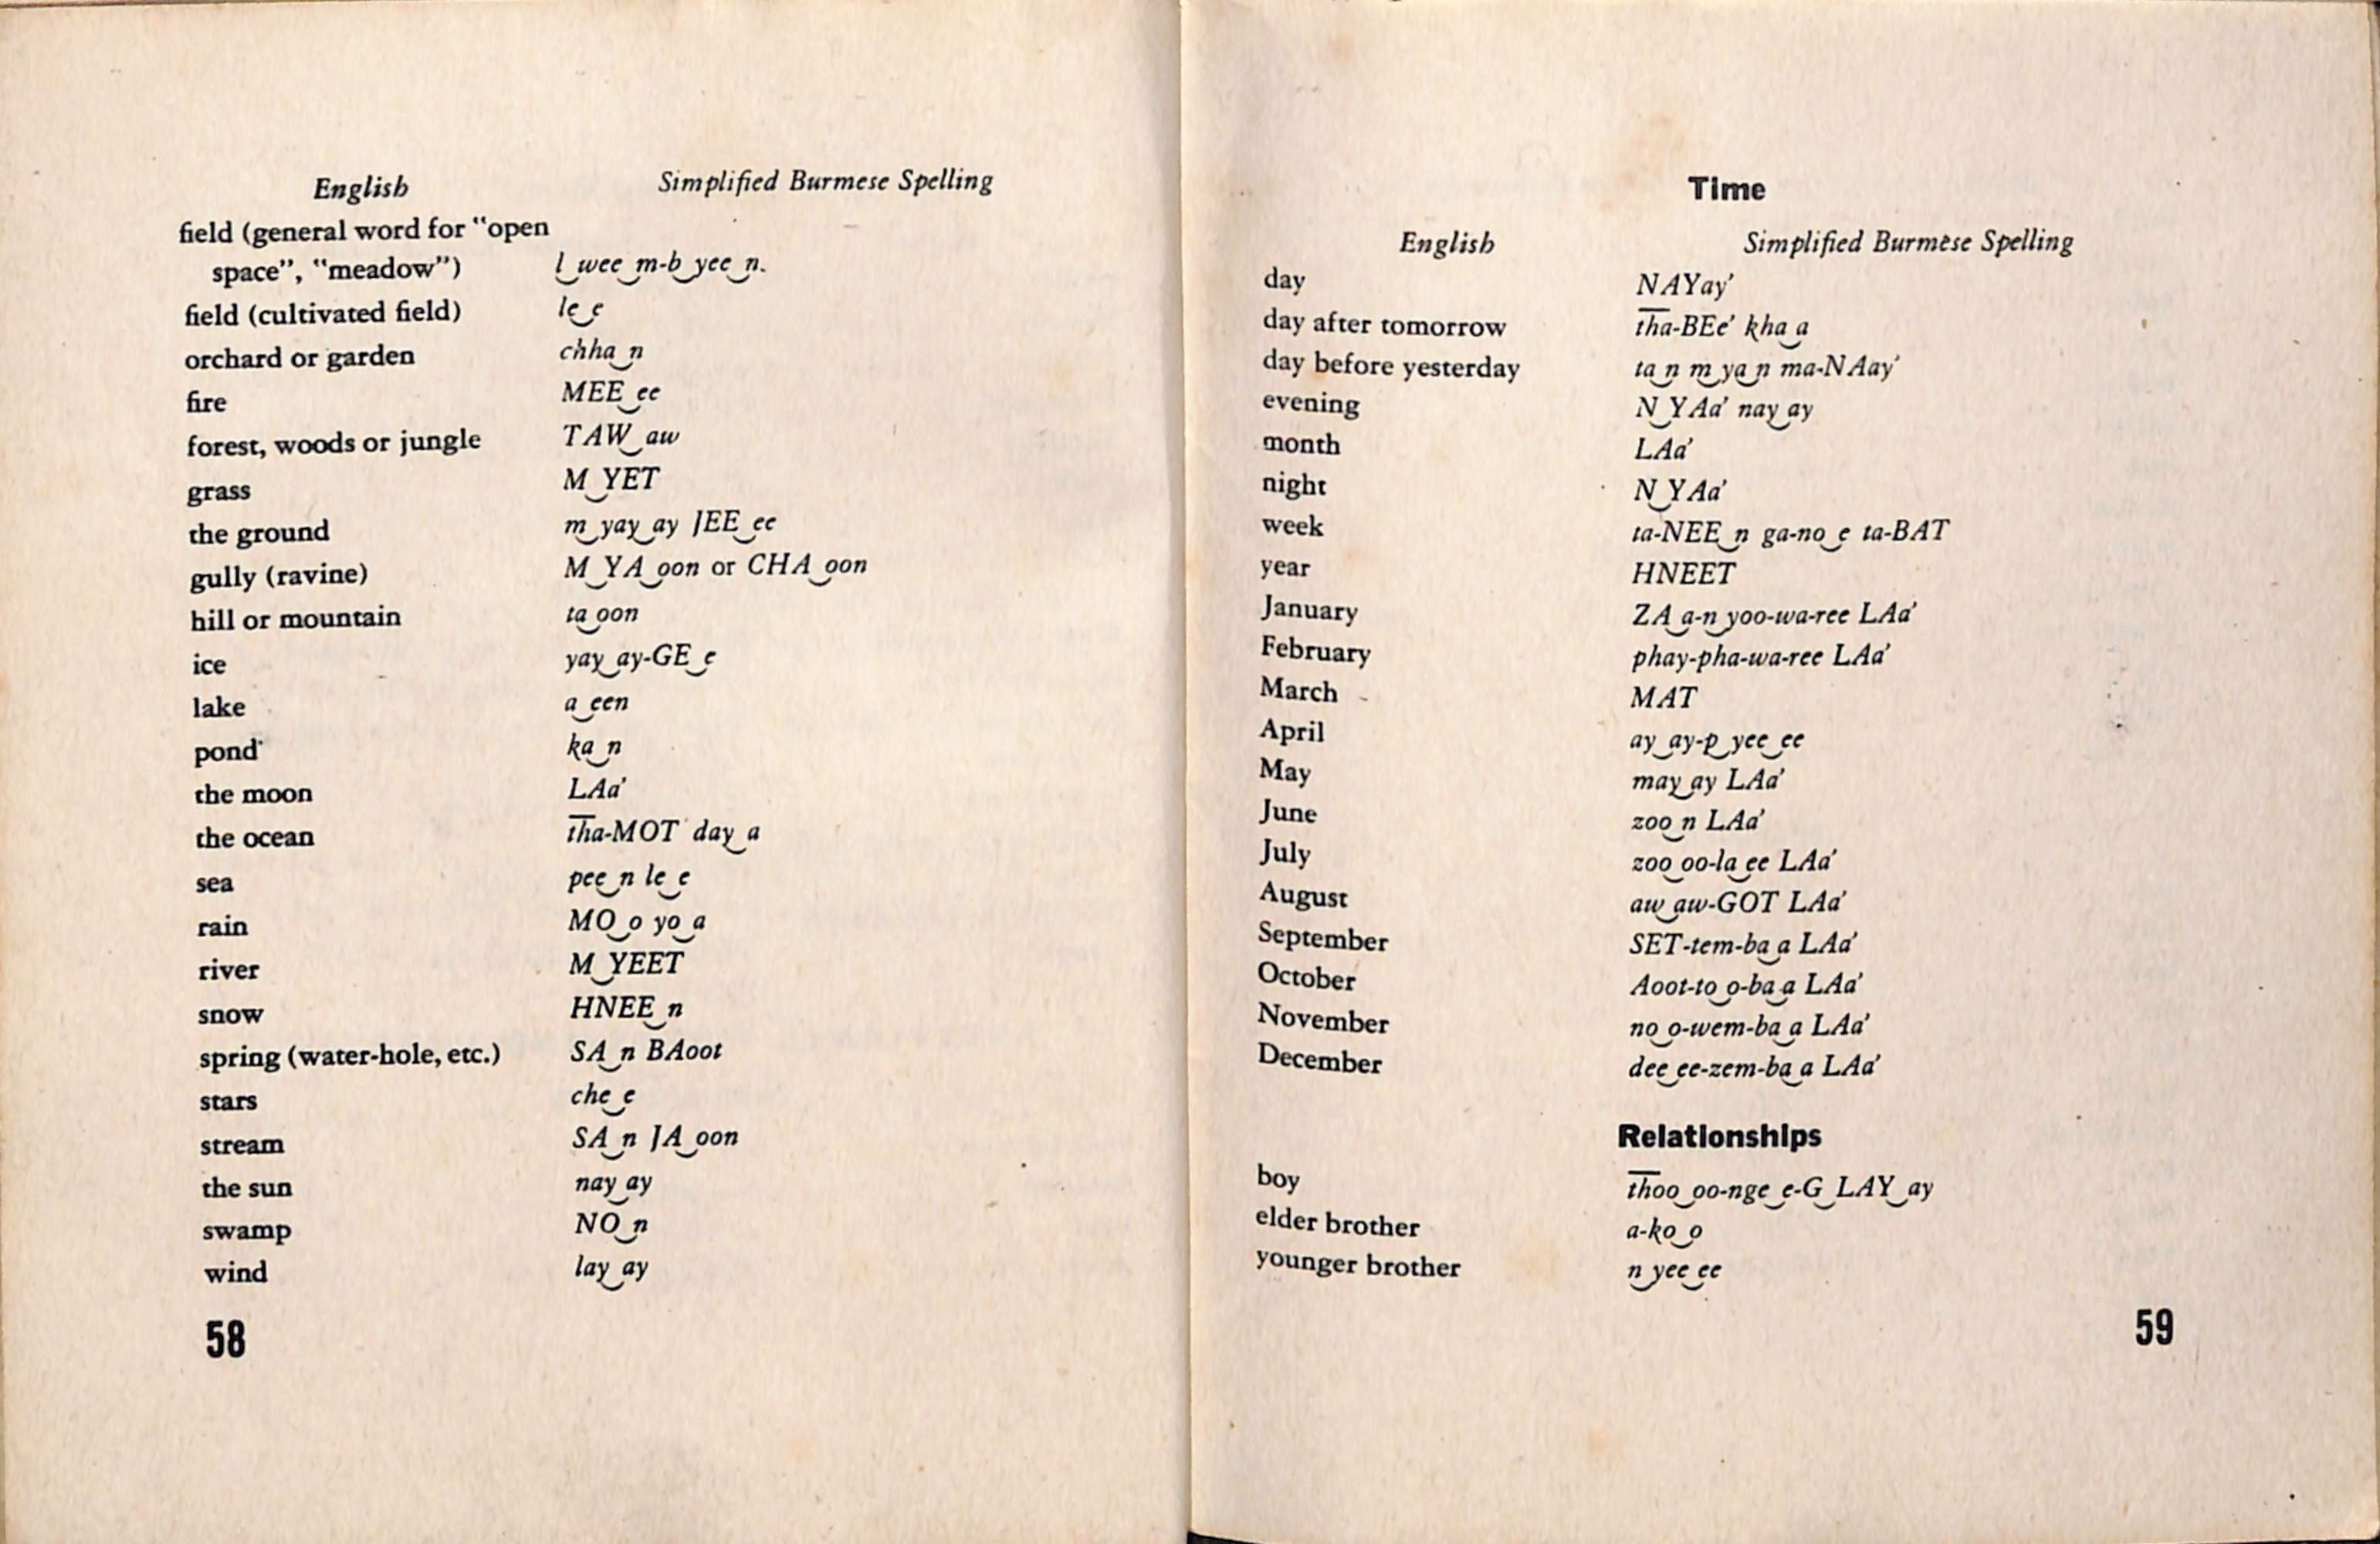 English Simplified Burmese Spelling
field (general word for "open
space", "meadow") l‿wee‿m-b‿yee‿n.
field (cultivated field) le‿e
orchard or garden chha‿n
fire MEE‿ee
forest, woods or jungle TAW‿aw
grass M‿YET
the ground m‿yay‿ay JEE‿ee
gully (ravine) M‿YA‿oon or CHA‿oon
hill or mountain ta‿oon
ice yay‿ay-GE‿e
lake a‿een
pond ka‿n
the moon LAa'
the ocean t̅h̅a-MOT day‿a
sea pee‿n le‿e
rain MO‿o yo‿a
river M‿YEET
snow HNEE‿n
spring (water-hole, etc.) SA‿n BAoot
stars che‿e
stream SA‿n JA‿oon
the sun nay‿ay
swamp NO‿n
wind lay‿ay
58
Time
English Simplified Burmese Spelling
day NAYay'
day after tomorrow t̅h̅a-BEe' kha‿a
day before yesterday ta‿n m‿ya‿n ma-NAay'
evening N‿YAa' nay‿ay
month LAa'
night N‿YAa'
week ta-NEE‿n ga-no‿e ta-BAT
year HNEET
January ZA‿a-n‿yoo-wa-ree LAa'
February phay-pha-wa-ree LAa'
March MAT
April ay‿ay-p‿yee‿ee
May may‿ay LAa'
June zoo‿n LAa'
July zoo‿oo-la‿ee LAa'
August aw‿aw-GOT LAa'
September SET-tem-ba‿a LAa'
October Aoot-to‿o-ba‿a LAa'
November no‿o-wem-ba‿a LAa'
December dee‿ee-zem-ba‿a LAa'
Relationships
boy t̅h̅oo‿oo-nge‿e-G‿LAY‿ay
elder brother a-ko‿o
younger brother n‿yee‿ee
59